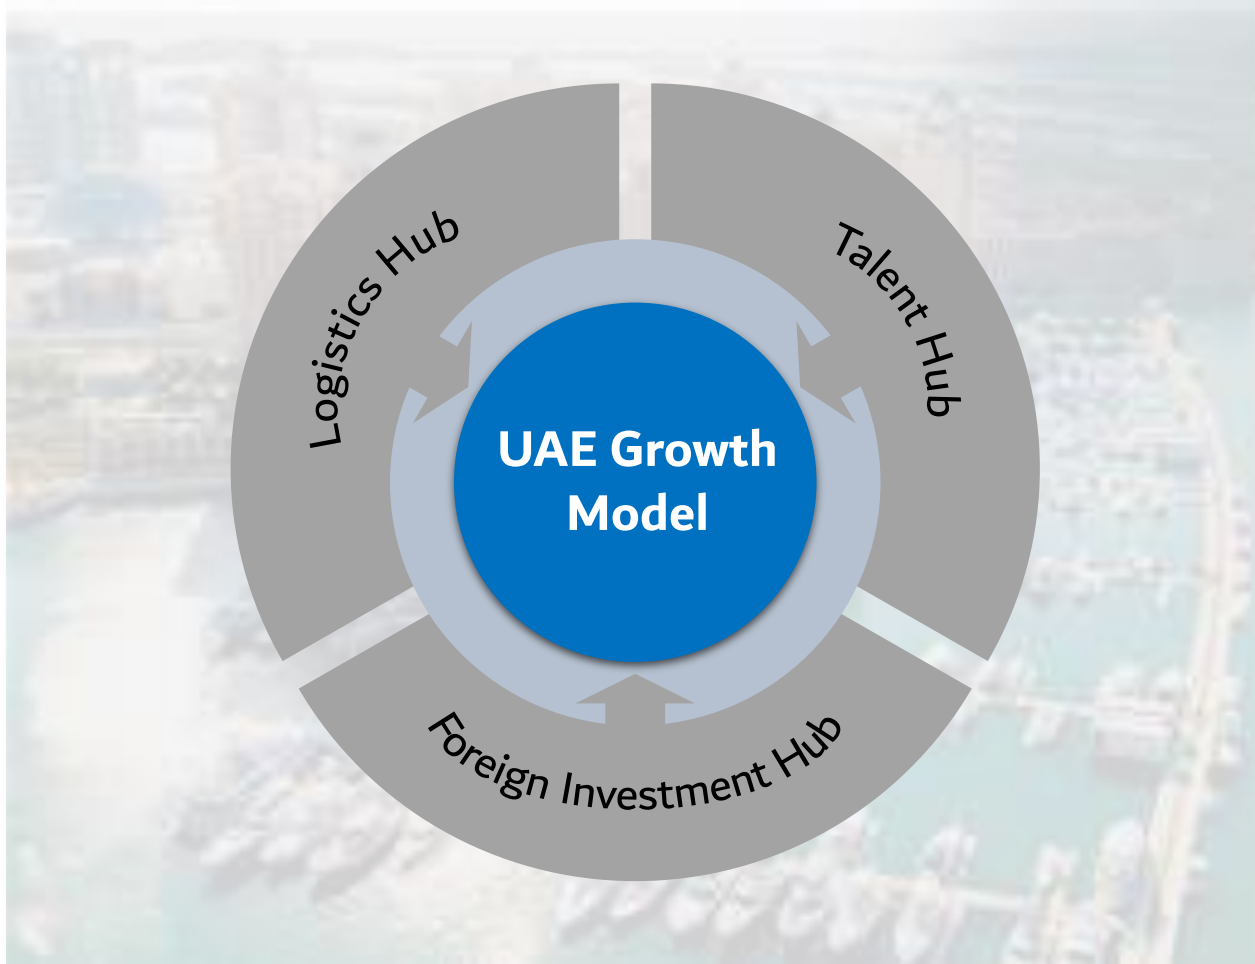 Logistics Hub
Talent Hub
UAE Growth
Model
Foreign Investment Hub